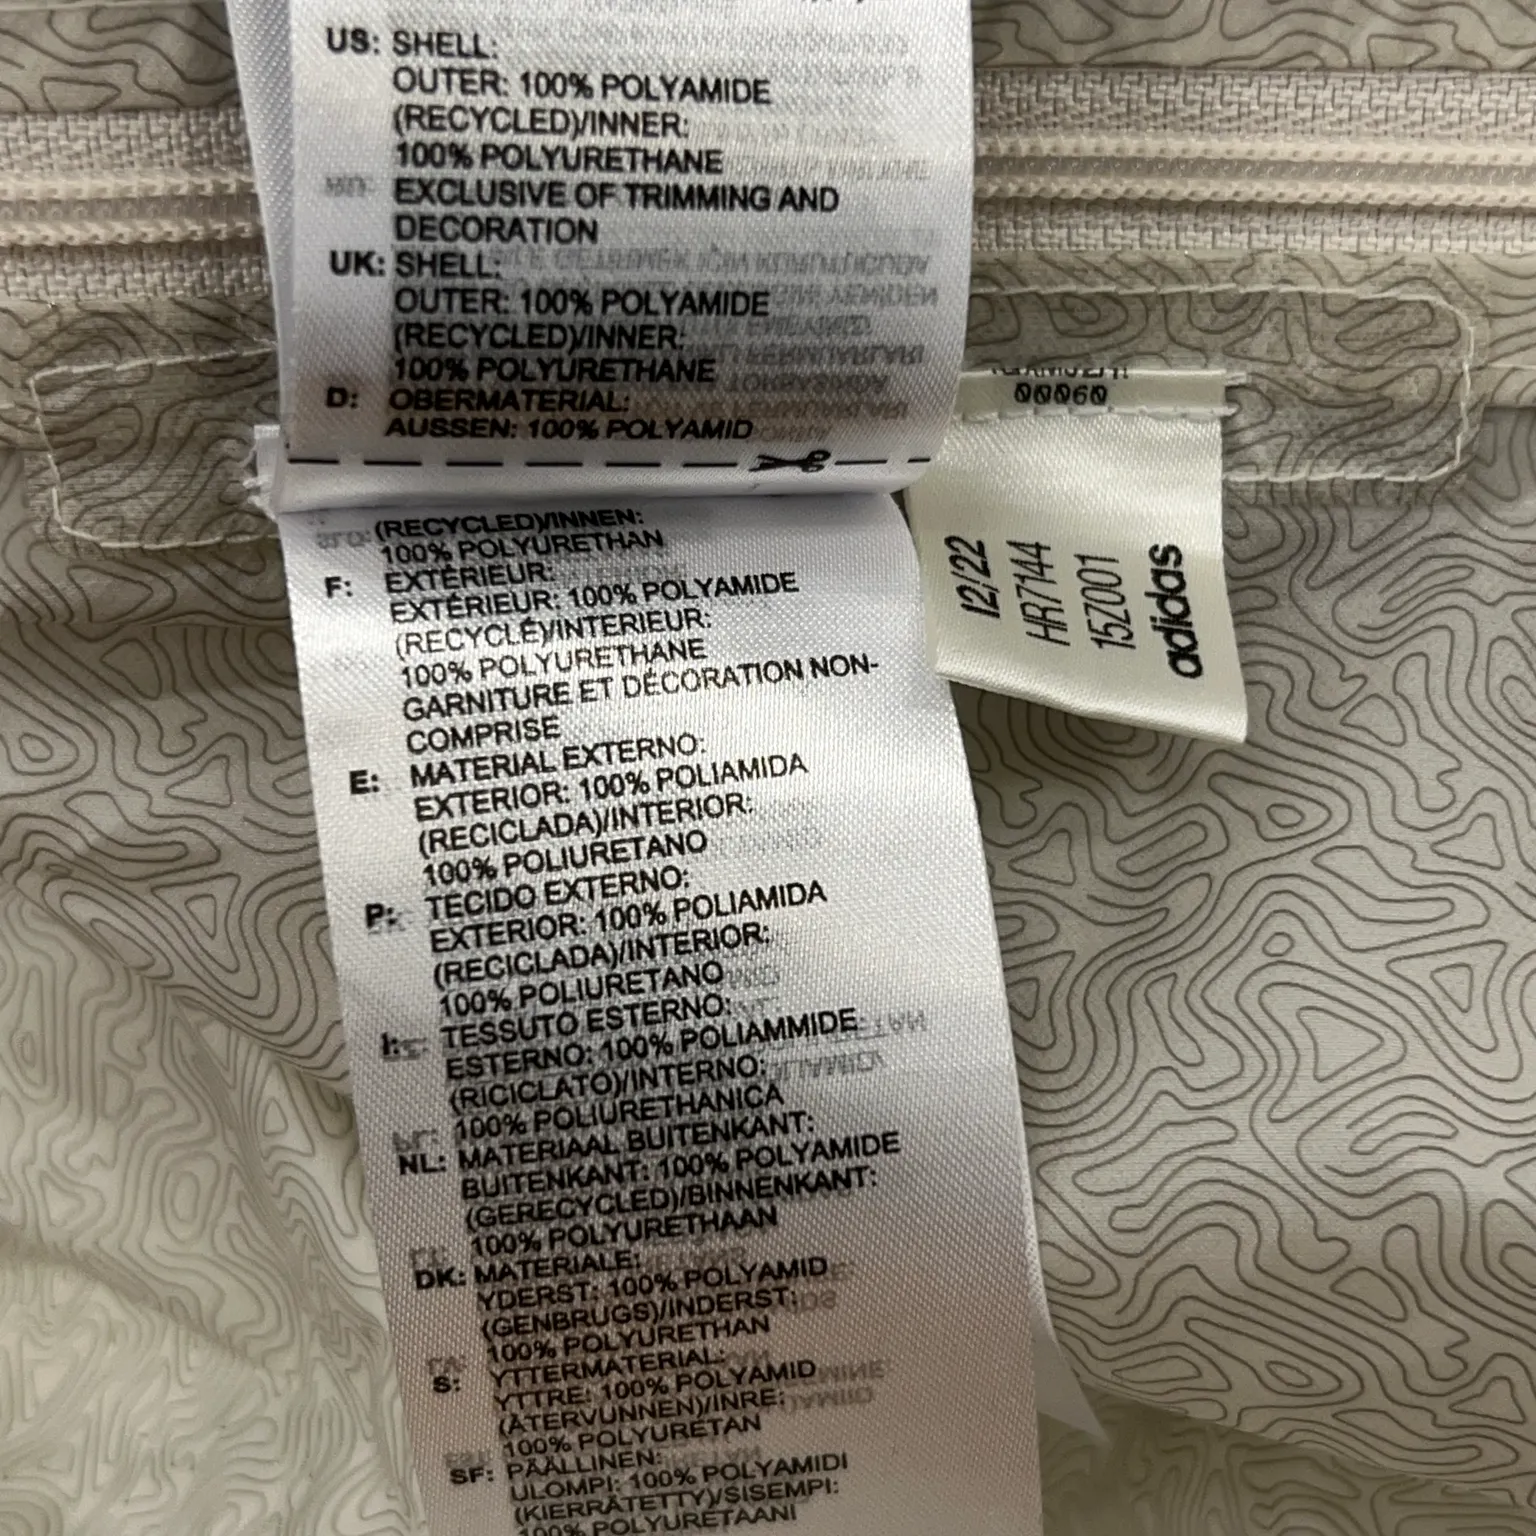 US: SHELL:
OUTER: 100% POLYAMIDE
(RECYCLED)/INNER:
100% POLYURETHANE
EXCLUSIVE OF TRIMMING AND
DECORATION
UK: SHELL:
OUTER: 100% POLYAMIDE
(RECYCLED)/INNER:
100% POLYURETHANE
D: OBERMATERIAL:
AUSSEN: 100% POLYAMID
(RECYCLED)/INNEN:
100% POLYURETHAN
F: EXTÉRIEUR:
EXTÉRIEUR: 100% POLYAMIDE
(RECYCLÉ)/INTERIEUR:
100% POLYURETHANE
GARNITURE ET DÉCORATION NON-
COMPRISE
E: MATERIAL EXTERNO:
EXTERIOR: 100% POLIAMIDA
(RECICLADA)/INTERIOR:
100% POLIURETANO
P: TECIDO EXTERNO:
EXTERIOR: 100% POLIAMIDA
(RECICLADA)/INTERIOR:
100% POLIURETANO
I: TESSUTO ESTERNO:
ESTERNO: 100% POLIAMMIDE
(RICICLATO)/INTERNO:
100% POLIURETHANICA
NL: MATERIAAL BUITENKANT:
BUITENKANT: 100% POLYAMIDE
(GERECYCLED)/BINNENKANT:
100% POLYURETHAAN
DK: MATERIALE:
YDERST: 100% POLYAMID
(GENBRUGS)/INDERST:
100% POLYURETHAN
S: YTTERMATERIAL:
YTTRE: 100% POLYAMID
(ÅTERVUNNEN)/INRE:
100% POLYURETAN
SF: PÄÄLLINEN:
ULOMPI: 100% POLYAMIDI
(KIERRÄTETTY)/SISEMPI:
100% POLYURETAANI
00060
12/22
HR7144
15Z001
adidas